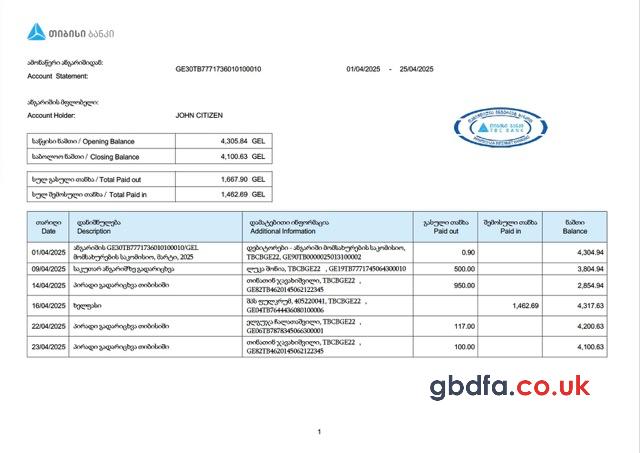 თიბისი ბანკი
ამონაწერი ანგარიშიდან:
Account Statement:
GE30TB7771736010100010
01/04/2025 - 25/04/2025
ანგარიშის მფლობელი:
Account Holder:
JOHN CITIZEN
თიბისი ბანკი
TBC BANK
საწყისი ნაშთი / Opening Balance 4,305.84 GEL
საბოლოო ნაშთი / Closing Balance 4,100.63 GEL
სულ გასული თანხა / Total Paid out 1,667.90 GEL
სულ შემოსული თანხა / Total Paid in 1,462.69 GEL
თარიღი დანიშნულება დამატებითი ინფორმაცია გასული თანხა შემოსული თანხა ნაშთი
Date Description Additional Information Paid out Paid in Balance
01/04/2025 ანგარიშის GE30TB7771736010100010/GEL მომსახურების საკომისიო, მარტი, 2025 დებიტორები - ანგარიში მომსახურების საკომისიო, TBCBGE22, GE90TB0000025013100002 0.90 4,304.94
09/04/2025 საკუთარ ანგარიშზე გადარიცხვა ლუკა შონია, TBCBGE22 , GE19TB7771745064300010 500.00 3,804.94
14/04/2025 პირადი გადარიცხვა თიბისიში თინათინ ჯავახიშვილი, TBCBGE22 , GE82TB4620145062122345 950.00 2,854.94
16/04/2025 ხელფასი შპს ფულკრუმ, 405220041, TBCBGE22 , GE04TB7644436080100006 1,462.69 4,317.63
22/04/2025 პირადი გადარიცხვა თიბისიში ელგუჯა ჩალათაშვილი, TBCBGE22 , GE06TB7878345066300001 117.00 4,200.63
23/04/2025 პირადი გადარიცხვა თიბისიში თინათინ ჯავახიშვილი, TBCBGE22 , GE82TB4620145062122345 100.00 4,100.63
gbdfa.co.uk
1